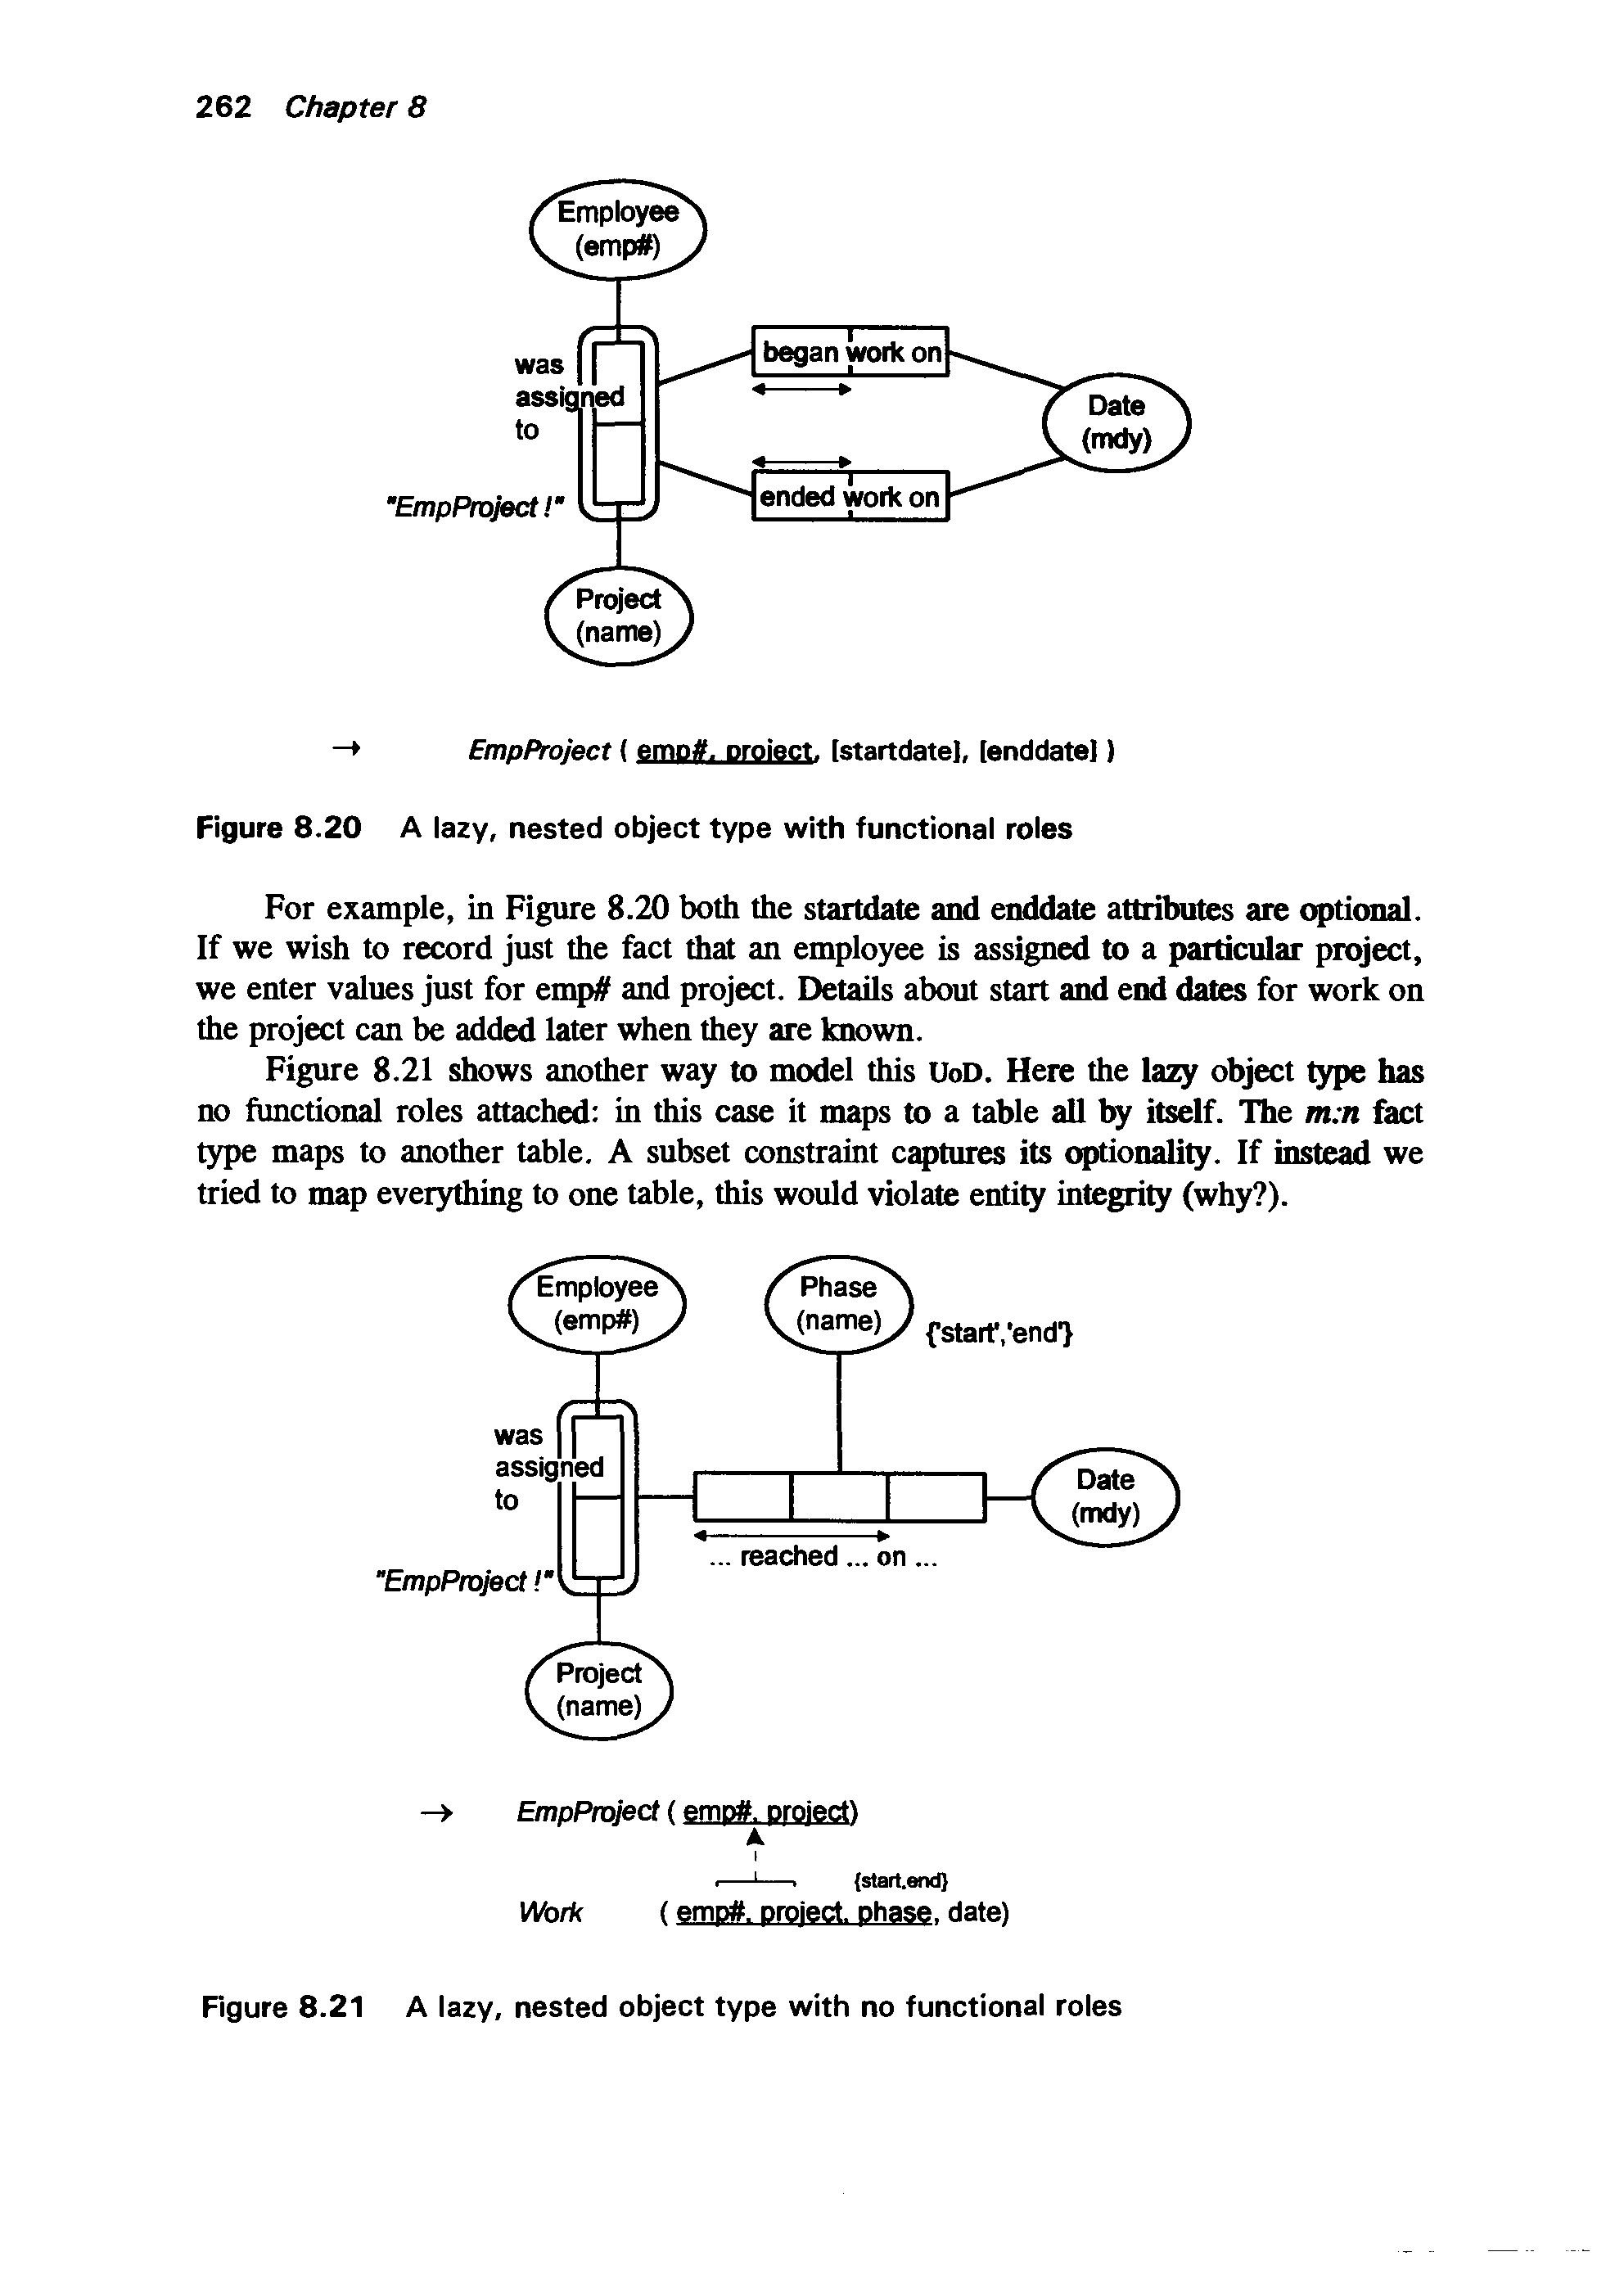 262 Chapter 8
Employee
(emp#)
was
assigned
to
began work on
Date
(mdy)
ended work on
"EmpProject !"
Project
(name)
→ EmpProject ( emp#, project, [startdate], [enddate] )
Figure 8.20 A lazy, nested object type with functional roles
For example, in Figure 8.20 both the startdate and enddate attributes are optional.
If we wish to record just the fact that an employee is assigned to a particular project,
we enter values just for emp# and project. Details about start and end dates for work on
the project can be added later when they are known.
Figure 8.21 shows another way to model this UoD. Here the lazy object type has
no functional roles attached: in this case it maps to a table all by itself. The m:n fact
type maps to another table. A subset constraint captures its optionality. If instead we
tried to map everything to one table, this would violate entity integrity (why?).
Employee
(emp#)
Phase
(name)
{'start','end'}
was
assigned
to
Date
(mdy)
... reached ... on ...
"EmpProject !"
Project
(name)
→ EmpProject ( emp#, project)
{start,end}
Work ( emp#, project, phase, date)
Figure 8.21 A lazy, nested object type with no functional roles